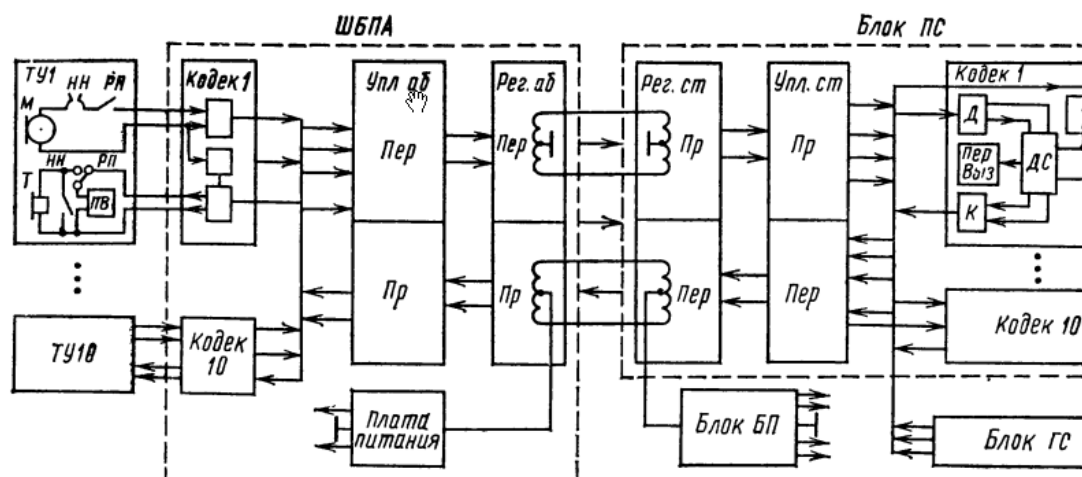 ШБПА
Блок ПС
ТУ1
М
НН
РП
НН
РП
Т
ПВ
Кодек 1
Упл аб
Пер
Пр
Рег. аб
Пер
Пр
Рег. ст
Пр
Пер
Упл. ст
Пр
Пер
Кодек 1
Д
Пер
Выз
ДС
К
ТУ10
Кодек
10
Кодек 10
Плата
питания
Блок БП
Блок ГС